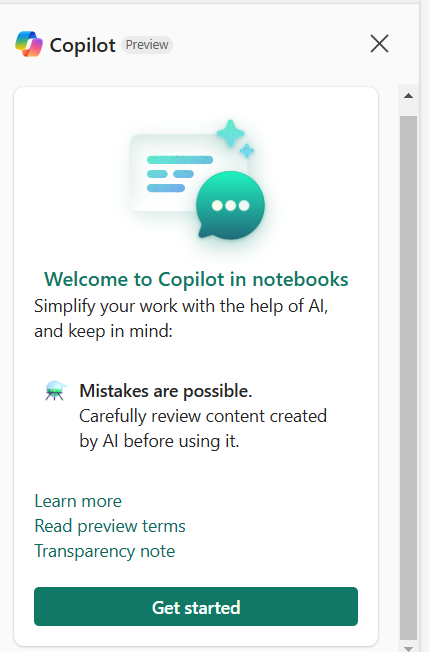 Copilot Preview
Welcome to Copilot in notebooks
Simplify your work with the help of AI,
and keep in mind:
Mistakes are possible.
Carefully review content created
by AI before using it.
Learn more
Read preview terms
Transparency note
Get started